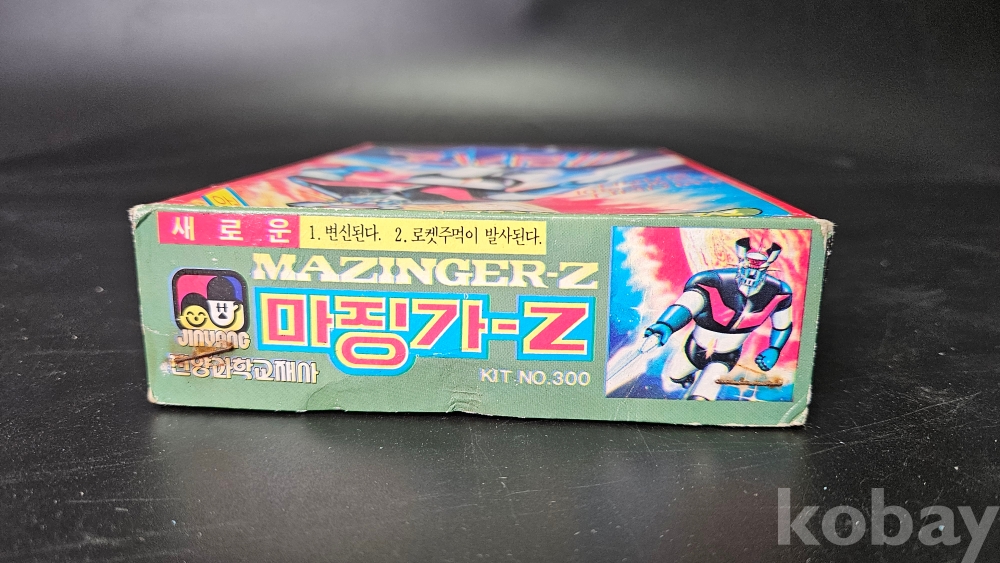 새로운
1. 변신된다. 2. 로켓주먹이 발사된다.
MAZINGER-Z
마징가-Z
JINYANG
진양과학교재사
KIT.NO.300
kobay